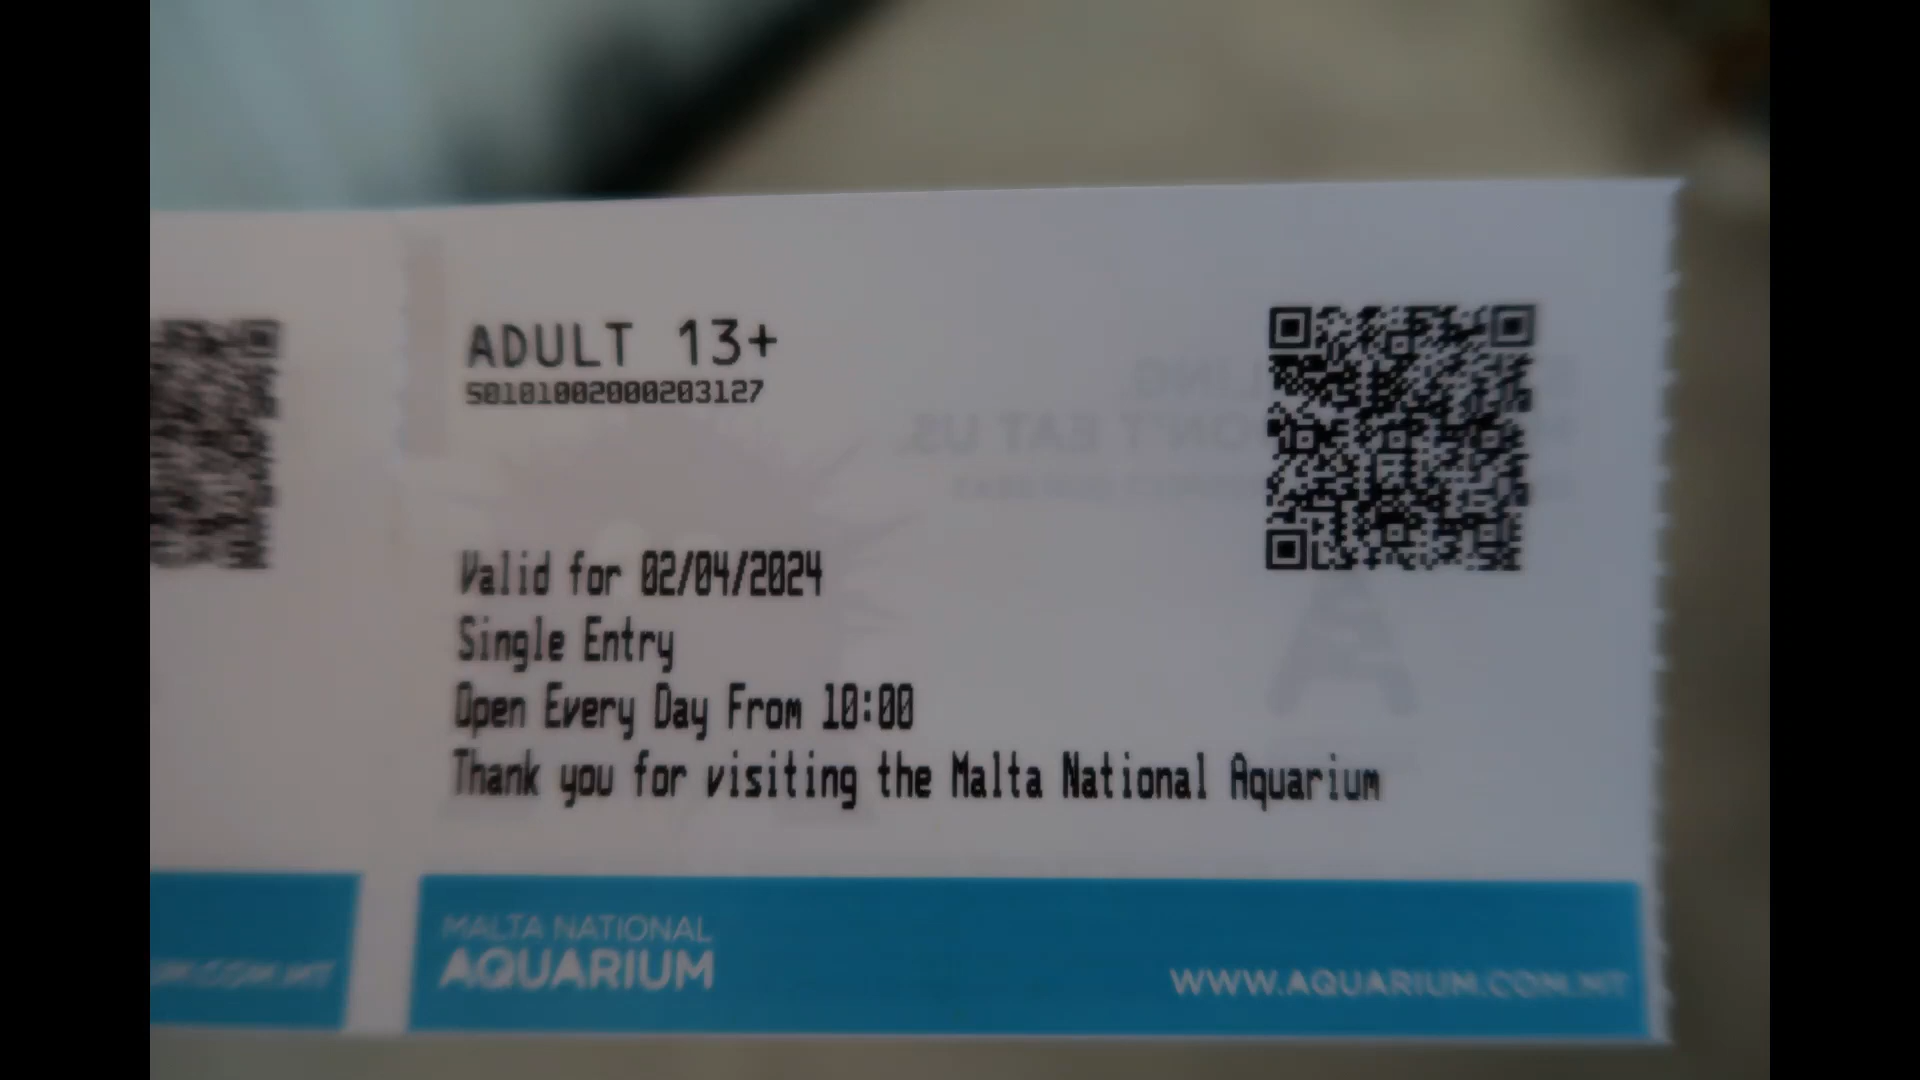 ADULT 13+
50101002000203127
Valid for 02/04/2024
Single Entry
Open Every Day From 10:00
Thank you for visiting the Malta National Aquarium
MALTA NATIONAL
AQUARIUM
WWW.AQUARIUM.COM.MT